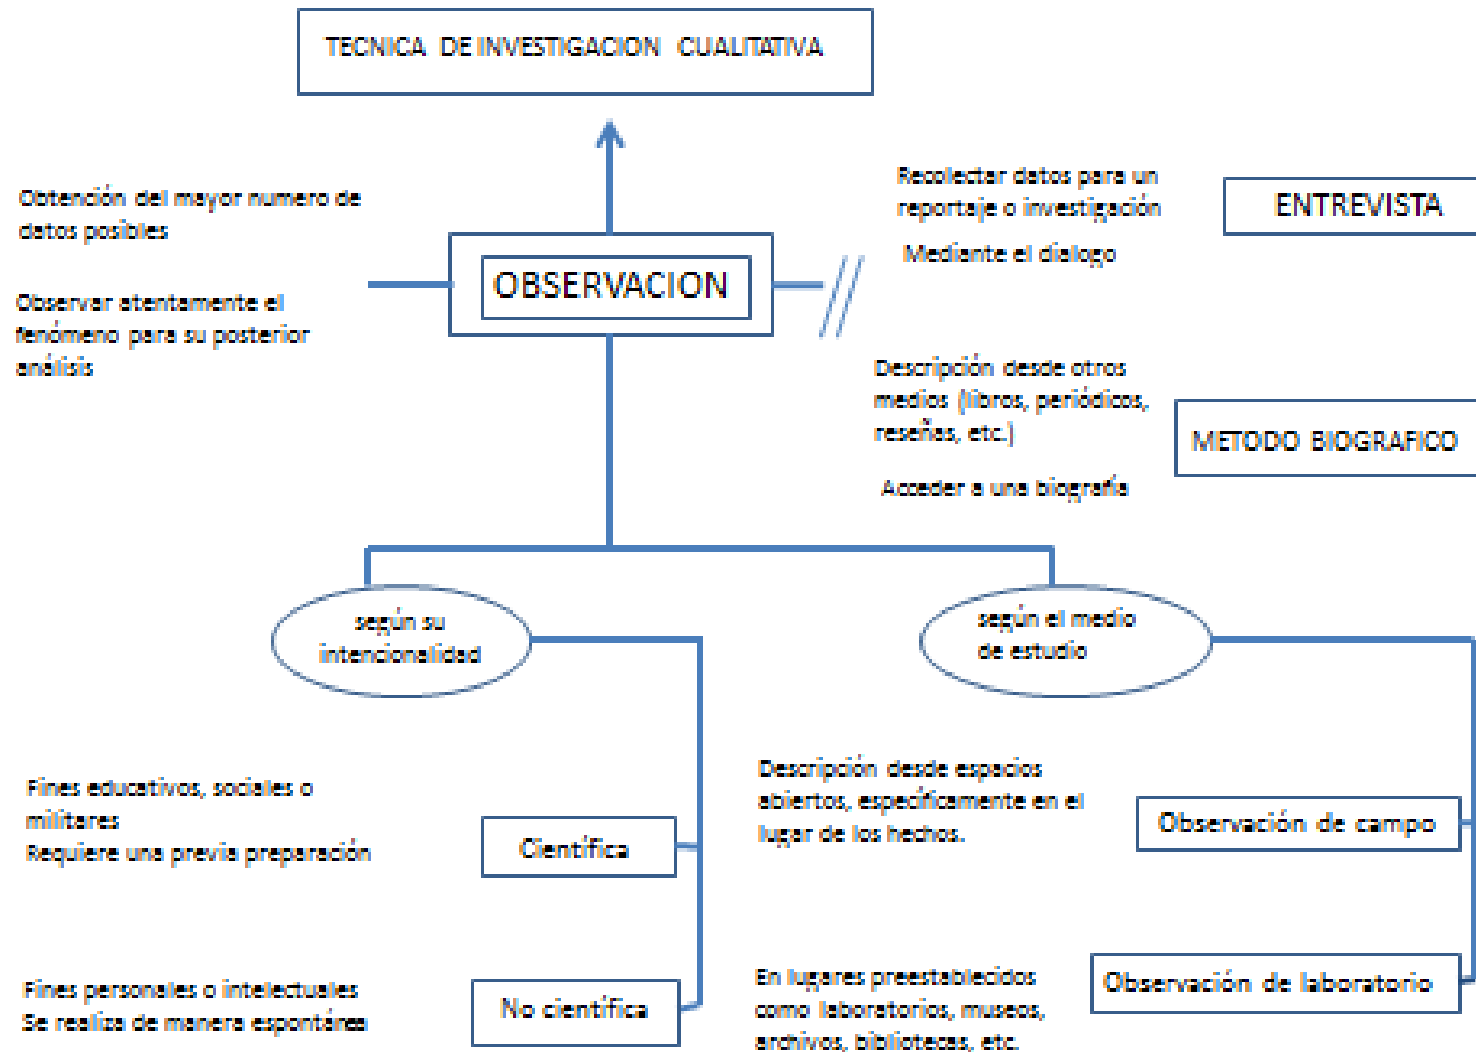 TECNICA DE INVESTIGACION CUALITATIVA
Obtención del mayor numero de
datos posibles
Observar atentamente el
fenómeno para su posterior
análisis
OBSERVACION
Recolectar datos para un
reportaje o investigación
Mediante el dialogo
ENTREVISTA
Descripción desde otros
medios (libros, periódicos,
reseñas, etc.)
Acceder a una biografía
METODO BIOGRAFICO
según su
intencionalidad
según el medio
de estudio
Fines educativos, sociales o
militares
Requiere una previa preparación
Científica
Descripción desde espacios
abiertos, específicamente en el
lugar de los hechos.
Observación de campo
Fines personales o intelectuales
Se realiza de manera espontánea
No científica
En lugares preestablecidos
como laboratorios, museos,
archivos, bibliotecas, etc.
Observación de laboratorio